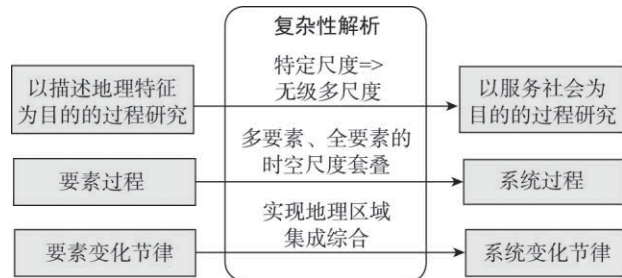 复杂性解析
特定尺度=>
无级多尺度
以描述地理特征
为目的的过程研究
以服务社会为
目的的过程研究
多要素、全要素的
时空尺度套叠
要素过程
系统过程
实现地理区域
集成综合
要素变化节律
系统变化节律